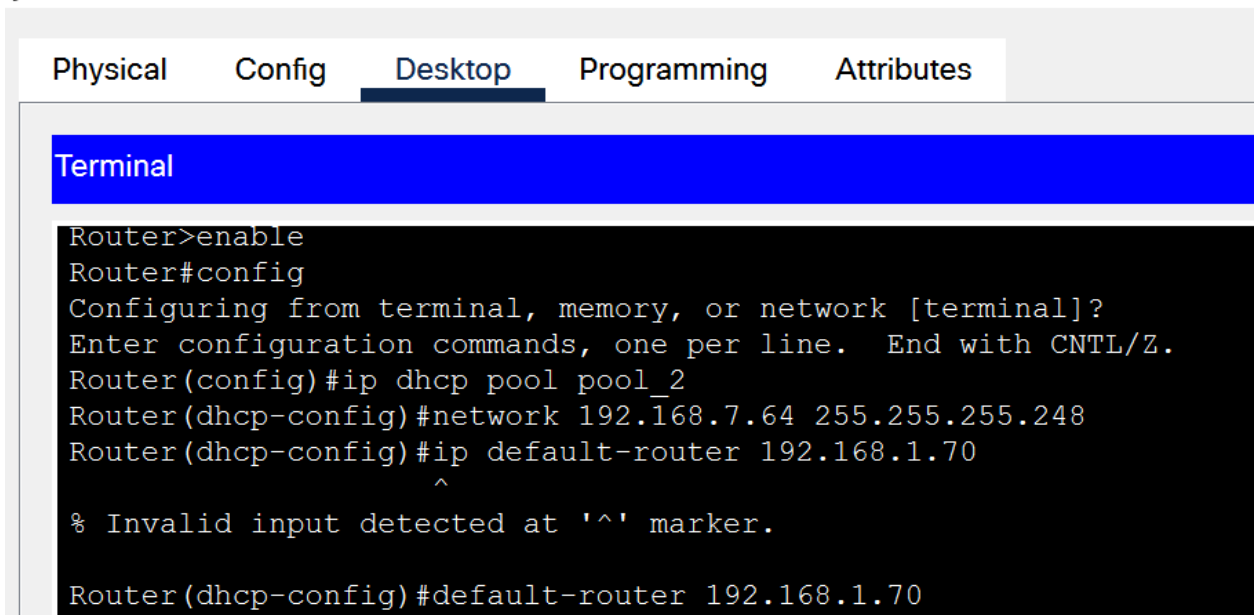 Physical Config Desktop Programming Attributes
Terminal
Router>enable
Router#config
Configuring from terminal, memory, or network [terminal]?
Enter configuration commands, one per line.  End with CNTL/Z.
Router(config)#ip dhcp pool pool_2
Router(dhcp-config)#network 192.168.7.64 255.255.255.248
Router(dhcp-config)#ip default-router 192.168.1.70
^
% Invalid input detected at '^' marker.
Router(dhcp-config)#default-router 192.168.1.70